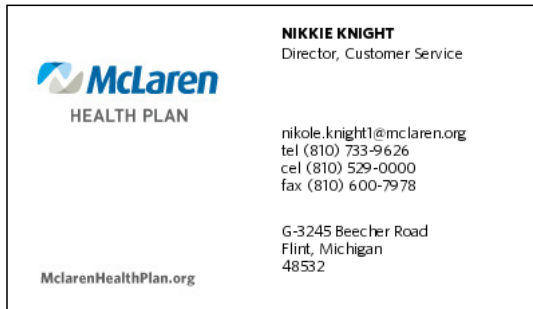 McLaren
HEALTH PLAN
MclarenHealthPlan.org
NIKKIE KNIGHT
Director, Customer Service
nikole.knight1@mclaren.org
tel (810) 733-9626
cel (810) 529-0000
fax (810) 600-7978
G-3245 Beecher Road
Flint, Michigan
48532